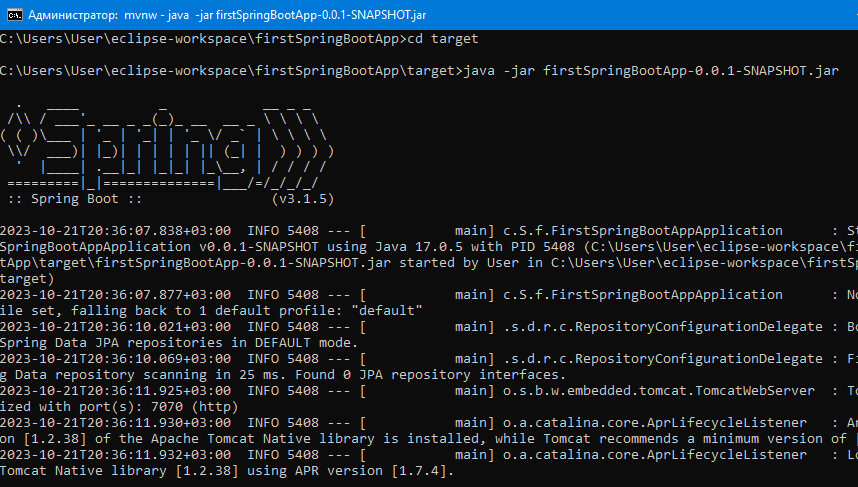 Администратор: mvnw - java -jar firstSpringBootApp-0.0.1-SNAPSHOT.jar
C:\Users\User\eclipse-workspace\firstSpringBootApp>cd target
C:\Users\User\eclipse-workspace\firstSpringBootApp\target>java -jar firstSpringBootApp-0.0.1-SNAPSHOT.jar
Spring
:: Spring Boot :: (v3.1.5)
2023-10-21T20:36:07.838+03:00 INFO 5408 --- [ main] c.S.f.FirstSpringBootAppApplication : St
SpringBootAppApplication v0.0.1-SNAPSHOT using Java 17.0.5 with PID 5408 (C:\Users\User\eclipse-workspace\fi
tApp\target\firstSpringBootApp-0.0.1-SNAPSHOT.jar started by User in C:\Users\User\eclipse-workspace\firstSp
target)
2023-10-21T20:36:07.877+03:00 INFO 5408 --- [ main] c.S.f.FirstSpringBootAppApplication : No
ile set, falling back to 1 default profile: "default"
2023-10-21T20:36:10.021+03:00 INFO 5408 --- [ main] .s.d.r.c.RepositoryConfigurationDelegate : Bo
Spring Data JPA repositories in DEFAULT mode.
2023-10-21T20:36:10.069+03:00 INFO 5408 --- [ main] .s.d.r.c.RepositoryConfigurationDelegate : Fi
g Data repository scanning in 25 ms. Found 0 JPA repository interfaces.
2023-10-21T20:36:11.925+03:00 INFO 5408 --- [ main] o.s.b.w.embedded.tomcat.TomcatWebServer : To
ized with port(s): 7070 (http)
2023-10-21T20:36:11.930+03:00 INFO 5408 --- [ main] o.a.catalina.core.AprLifecycleListener : An
on [1.2.38] of the Apache Tomcat Native library is installed, while Tomcat recommends a minimum version of [
2023-10-21T20:36:11.932+03:00 INFO 5408 --- [ main] o.a.catalina.core.AprLifecycleListener : Lo
Tomcat Native library [1.2.38] using APR version [1.7.4].